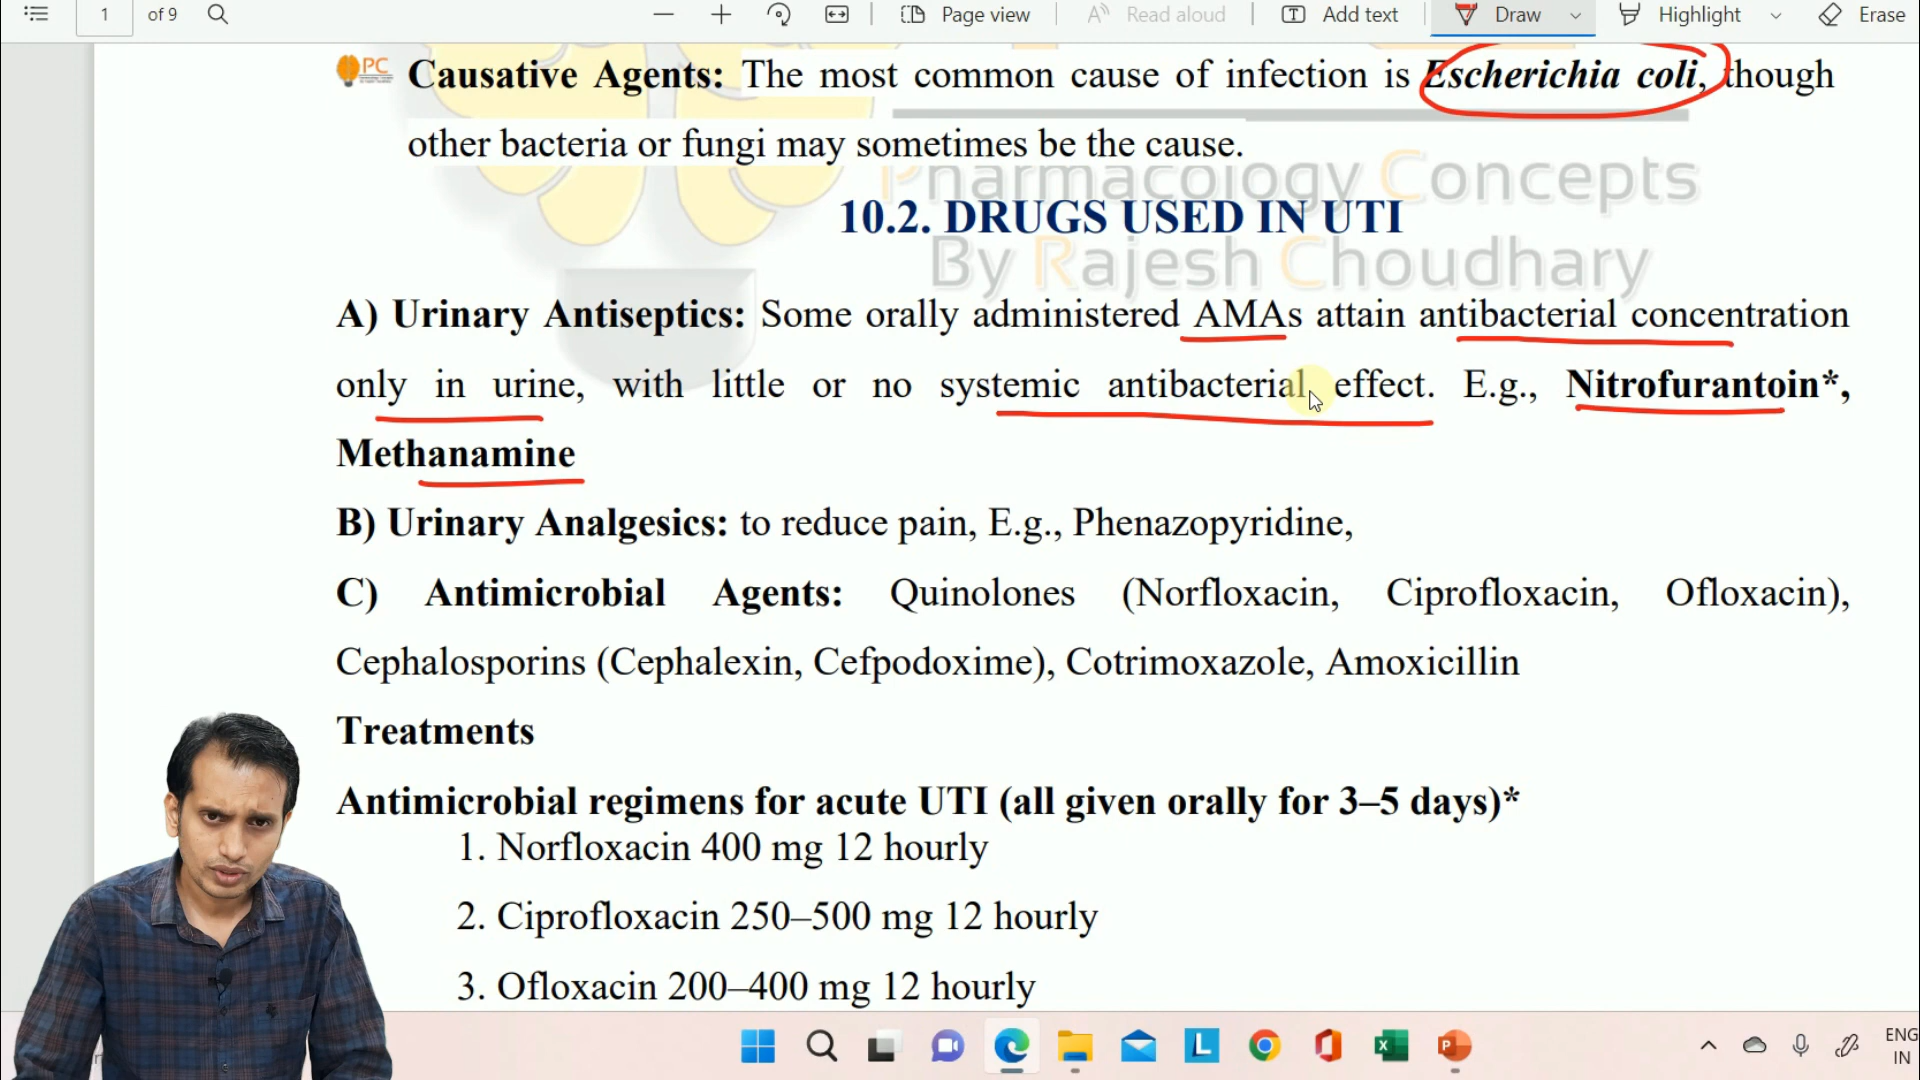 1 of 9 Page view Read aloud Add text Draw Highlight Erase
PC
Causative Agents: The most common cause of infection is Escherichia coli, though
other bacteria or fungi may sometimes be the cause.
Pharmacology Concepts
10.2. DRUGS USED IN UTI
By Rajesh Choudhary
A) Urinary Antiseptics: Some orally administered AMAs attain antibacterial concentration
only in urine, with little or no systemic antibacterial effect. E.g., Nitrofurantoin*,
Methanamine
B) Urinary Analgesics: to reduce pain, E.g., Phenazopyridine,
C) Antimicrobial Agents: Quinolones (Norfloxacin, Ciprofloxacin, Ofloxacin),
Cephalosporins (Cephalexin, Cefpodoxime), Cotrimoxazole, Amoxicillin
Treatments
Antimicrobial regimens for acute UTI (all given orally for 3–5 days)*
1. Norfloxacin 400 mg 12 hourly
2. Ciprofloxacin 250–500 mg 12 hourly
3. Ofloxacin 200–400 mg 12 hourly
ENG
IN